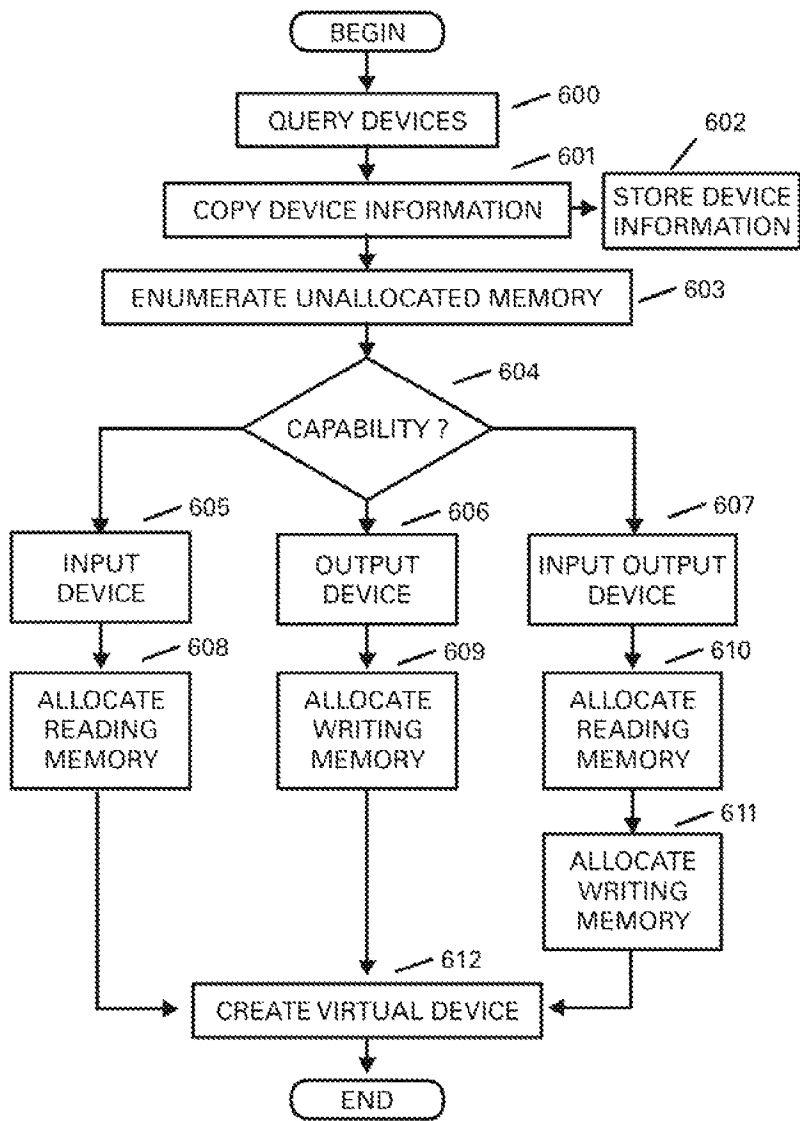 BEGIN
600
QUERY DEVICES
601
602
COPY DEVICE INFORMATION
STORE DEVICE
INFORMATION
ENUMERATE UNALLOCATED MEMORY
603
604
CAPABILITY ?
605
606
607
INPUT
DEVICE
OUTPUT
DEVICE
INPUT OUTPUT
DEVICE
608
609
610
ALLOCATE
READING
MEMORY
ALLOCATE
WRITING
MEMORY
ALLOCATE
READING
MEMORY
611
ALLOCATE
WRITING
MEMORY
612
CREATE VIRTUAL DEVICE
END